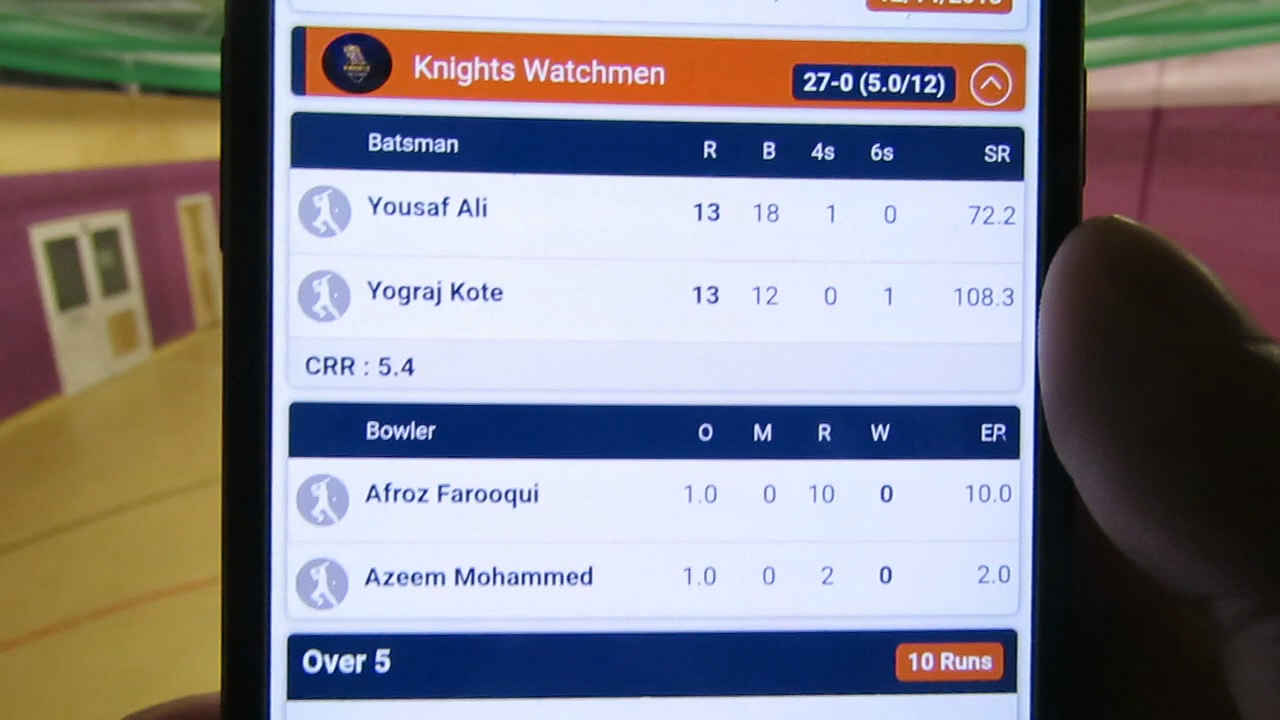 Knights Watchmen 27-0 (5.0/12)
Batsman R B 4s 6s SR
Yousaf Ali 13 18 1 0 72.2
Yograj Kote 13 12 0 1 108.3
CRR : 5.4
Bowler O M R W ER
Afroz Farooqui 1.0 0 10 0 10.0
Azeem Mohammed 1.0 0 2 0 2.0
Over 5 10 Runs